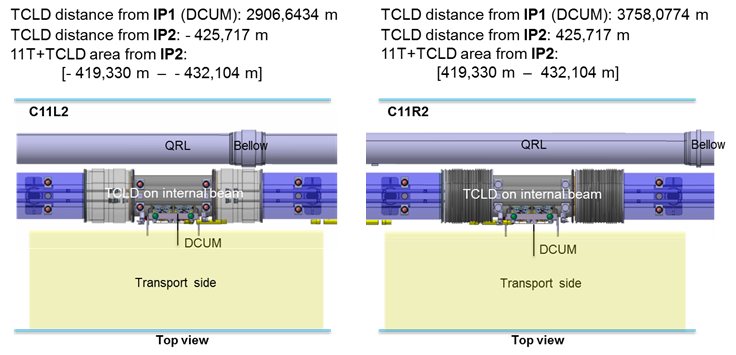 TCLD distance from IP1 (DCUM): 2906,6434 m
TCLD distance from IP2: - 425,717 m
11T+TCLD area from IP2:
[- 419,330 m – - 432,104 m]
C11L2
QRL
Bellow
TCLD on internal beam
DCUM
Transport side
Top view
TCLD distance from IP1 (DCUM): 3758,0774 m
TCLD distance from IP2: 425,717 m
11T+TCLD area from IP2:
[419,330 m – 432,104 m]
C11R2
QRL
Bellow
TCLD on internal beam
DCUM
Transport side
Top view